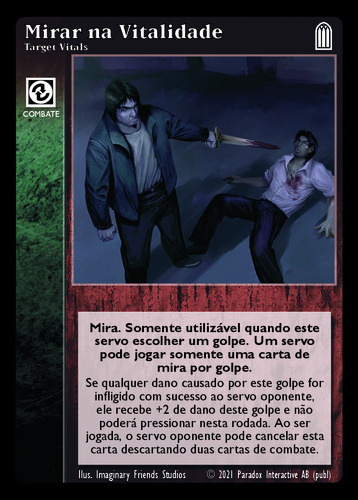 Mirar na Vitalidade
Target Vitals
COMBATE
Mira. Somente utilizável quando este
servo escolher um golpe. Um servo
pode jogar somente uma carta de
mira por golpe.
Se qualquer dano causado por este golpe for
infligido com sucesso ao servo oponente,
ele recebe +2 de dano deste golpe e não
poderá pressionar nesta rodada. Ao ser
jogada, o servo oponente pode cancelar esta
carta descartando duas cartas de combate.
Ilus. Imaginary Friends Studios © 2021 Paradox Interactive AB (publ)